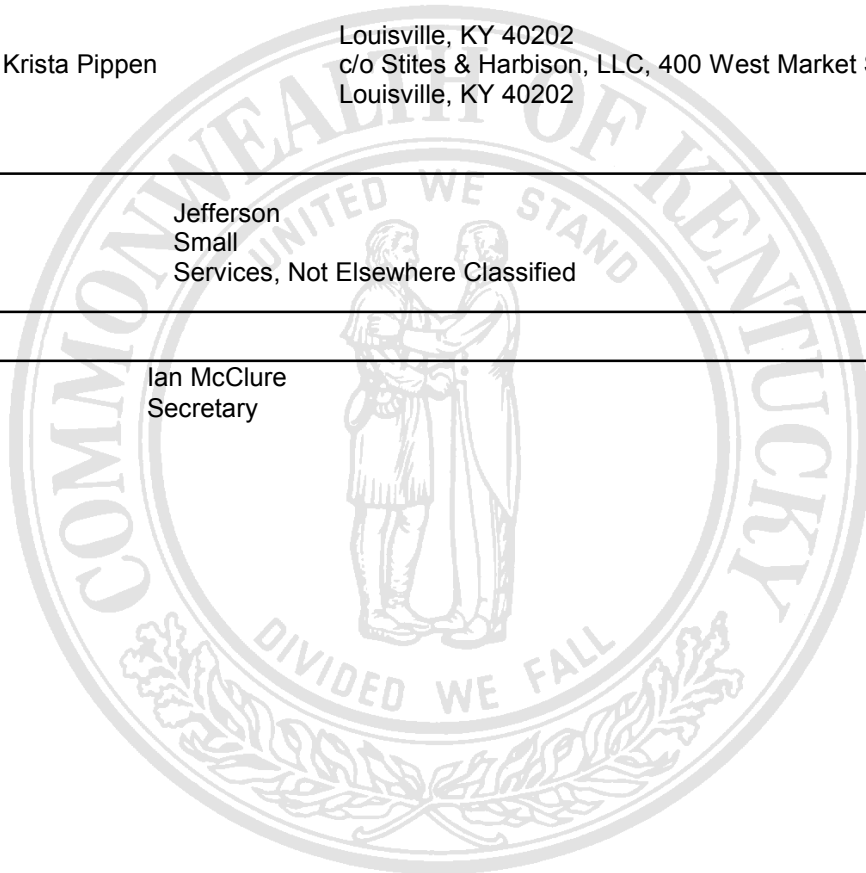 Louisville, KY 40202
Krista Pippen c/o Stites & Harbison, LLC, 400 West Market
Louisville, KY 40202
Jefferson
Small
Services, Not Elsewhere Classified
Ian McClure
Secretary
COMMONWEALTH OF KENTUCKY
UNITED WE STAND
DIVIDED WE FALL